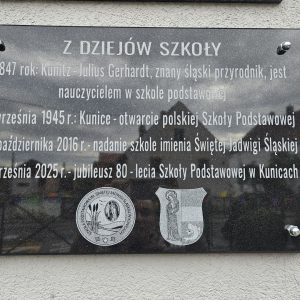 Z DZIEJÓW SZKOŁY
847 rok: Kunitz - Julius Gerhardt, znany śląski przyrodnik, jest
nauczycielem w szkole podstawowej
września 1945 r.: Kunice - otwarcie polskiej Szkoły Podstawowej
października 2016 r. - nadanie szkole imienia Świętej Jadwigi Śląskiej
rześnia 2025 r. - jubileusz 80 - lecia Szkoły Podstawowej w Kunicach